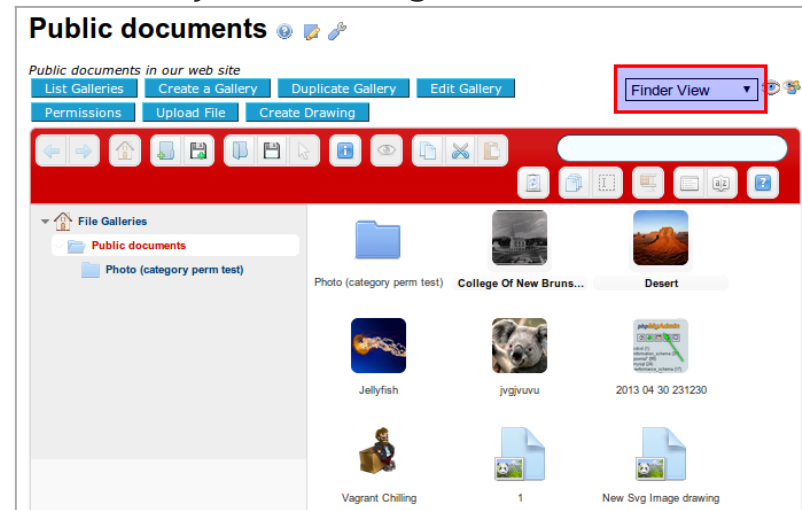 Public documents
Public documents in our web site
List Galleries Create a Gallery Duplicate Gallery Edit Gallery
Finder View
Permissions Upload File Create Drawing
File Galleries
Public documents
Photo (category perm test)
Photo (category perm test) College Of New Bruns... Desert
phpMyAdmin
Jellyfish jvgjvuvu 2013 04 30 231230
Vagrant Chilling 1 New Svg Image drawing